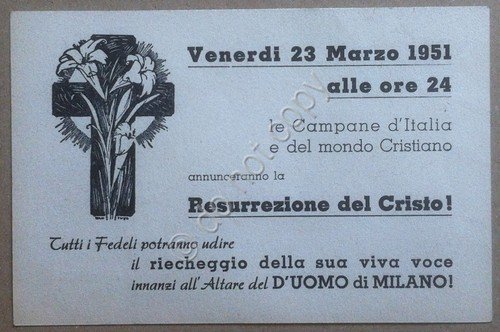 Venerdi 23 Marzo 1951
alle ore 24
le Campane d'Italia
e del mondo Cristiano
annunceranno la
Resurrezione del Cristo!
Tutti i Fedeli potranno udire
il riecheggio della sua viva voce
innanzi all'Altare del D'UOMO di MILANO!